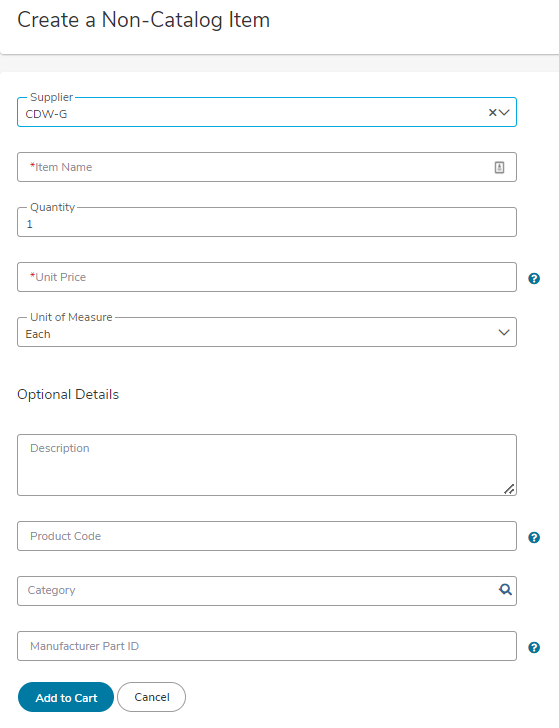 Create a Non-Catalog Item
Supplier
CDW-G
*Item Name
Quantity
1
*Unit Price
Unit of Measure
Each
Optional Details
Description
Product Code
Category
Manufacturer Part ID
Add to Cart
Cancel